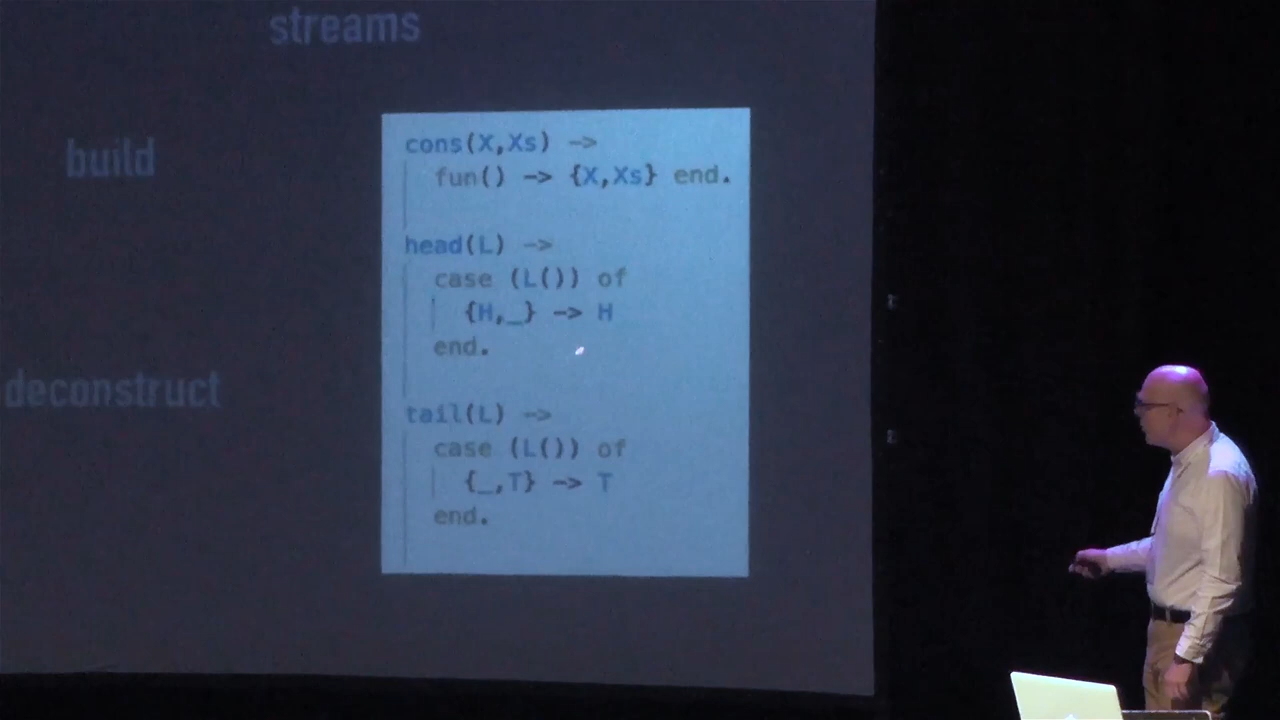 streams
build
cons(X,Xs) ->
fun() -> {X,Xs} end.
head(L) ->
case (L()) of
{H,_} -> H
end.
deconstruct
tail(L) ->
case (L()) of
{_,T} -> T
end.